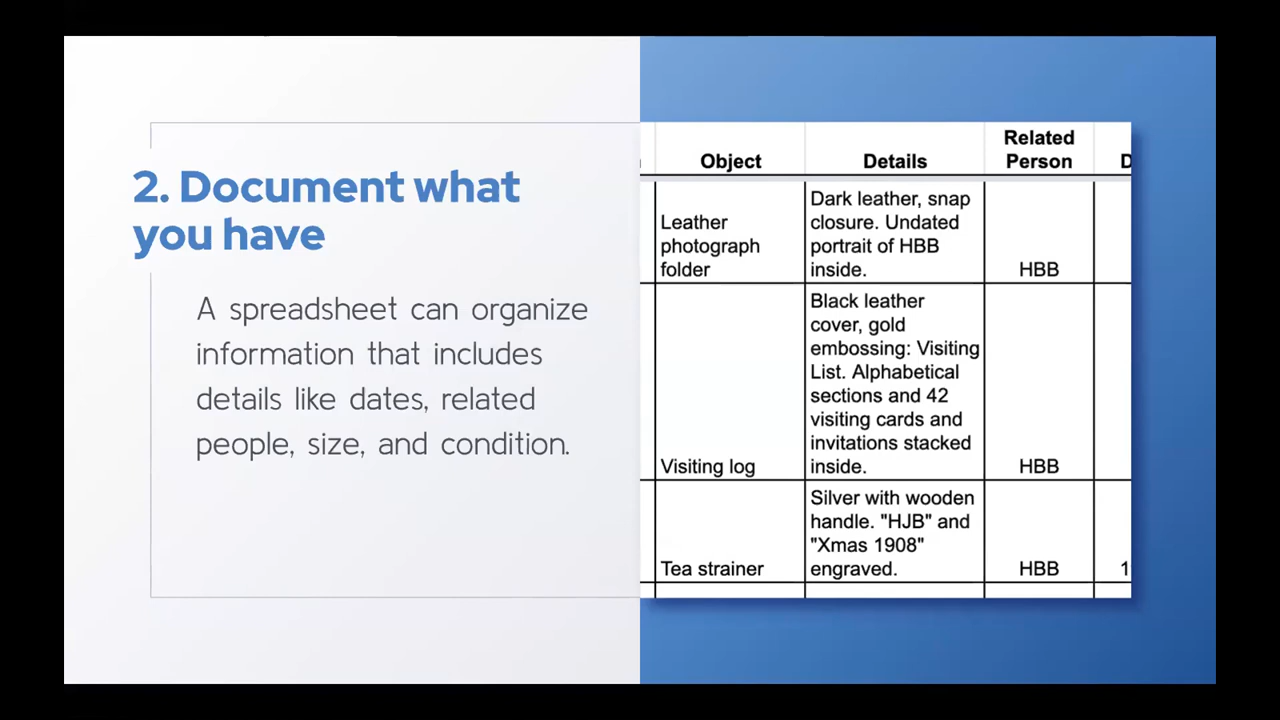 2. Document what
you have
A spreadsheet can organize
information that includes
details like dates, related
people, size, and condition.
Object
Details
Related
Person
D
Leather
photograph
folder
Dark leather, snap
closure. Undated
portrait of HBB
inside.
HBB
Visiting log
Black leather
cover, gold
embossing: Visiting
List. Alphabetical
sections and 42
visiting cards and
invitations stacked
inside.
HBB
Tea strainer
Silver with wooden
handle. "HJB" and
"Xmas 1908"
engraved.
HBB
1